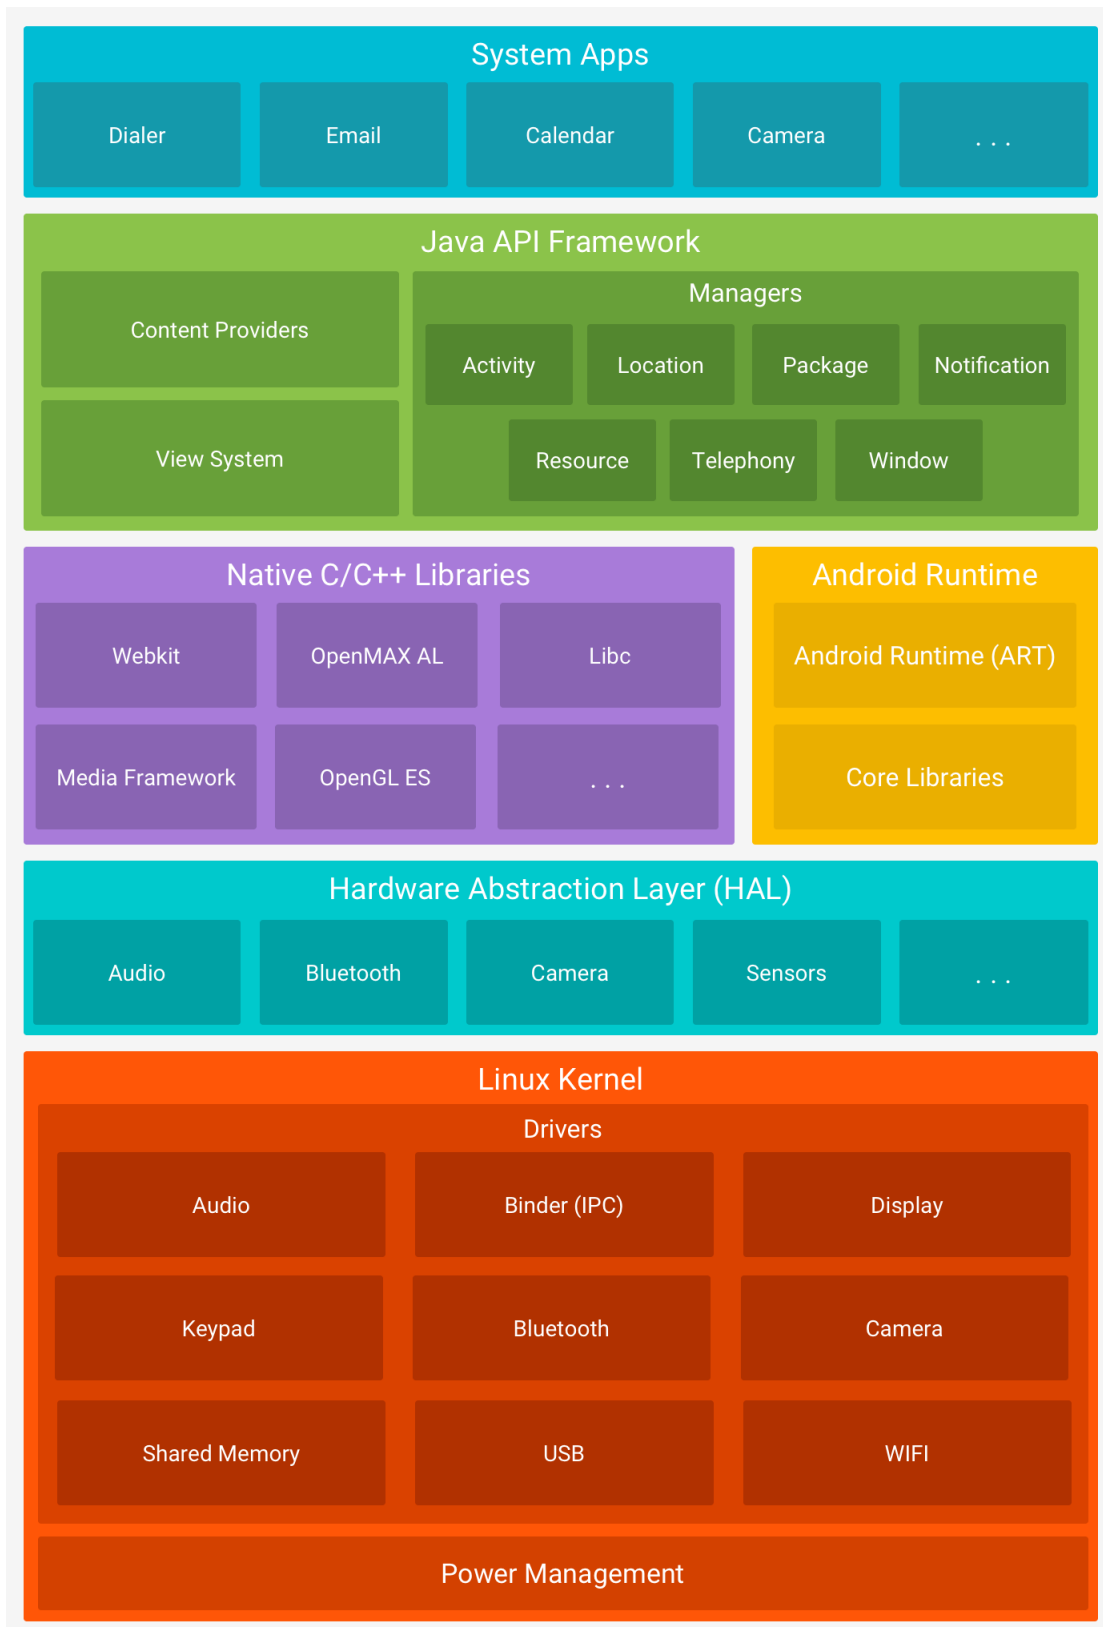 System Apps
Dialer
Email
Calendar
Camera
. . .
Java API Framework
Content Providers
View System
Managers
Activity
Location
Package
Notification
Resource
Telephony
Window
Native C/C++ Libraries
Webkit
OpenMAX AL
Libc
Media Framework
OpenGL ES
. . .
Android Runtime
Android Runtime (ART)
Core Libraries
Hardware Abstraction Layer (HAL)
Audio
Bluetooth
Camera
Sensors
. . .
Linux Kernel
Drivers
Audio
Binder (IPC)
Display
Keypad
Bluetooth
Camera
Shared Memory
USB
WIFI
Power Management